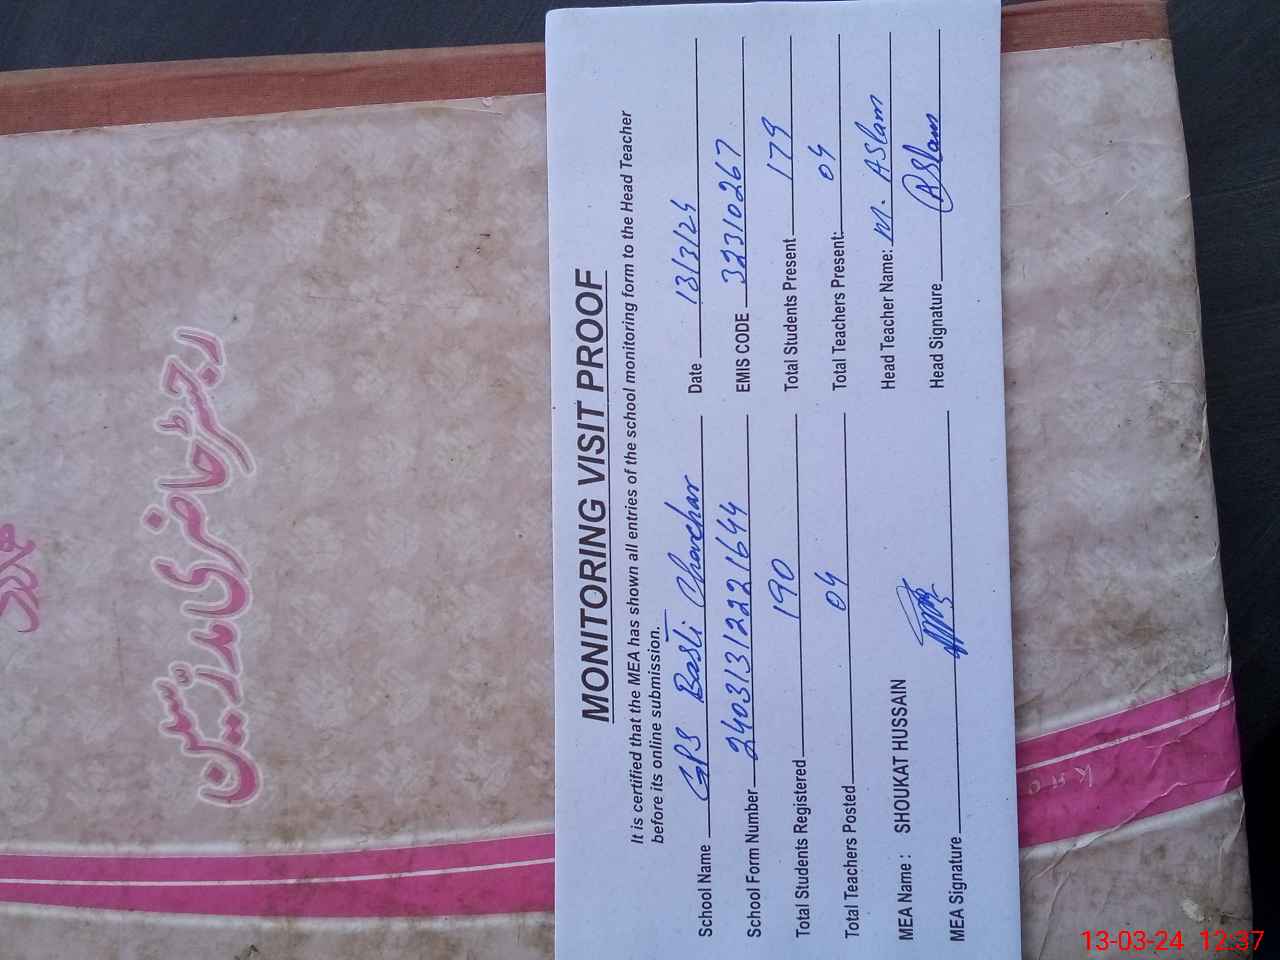 MONITORING VISIT PROOF
It is certified that the MEA has shown all entries of the school monitoring form to the Head Teacher
before its online submission.
School Name GPS Basti Charchar Date 13/3/24
School Form Number 24031312221644 EMIS CODE 32310267
Total Students Registered 190 Total Students Present 179
Total Teachers Posted 04 Total Teachers Present: 04
MEA Name : SHOUKAT HUSSAIN Head Teacher Name: M. ASlam
MEA Signature Head Signature ASlam
رجسٹر حاضری مدرسین
13-03-24 12:37